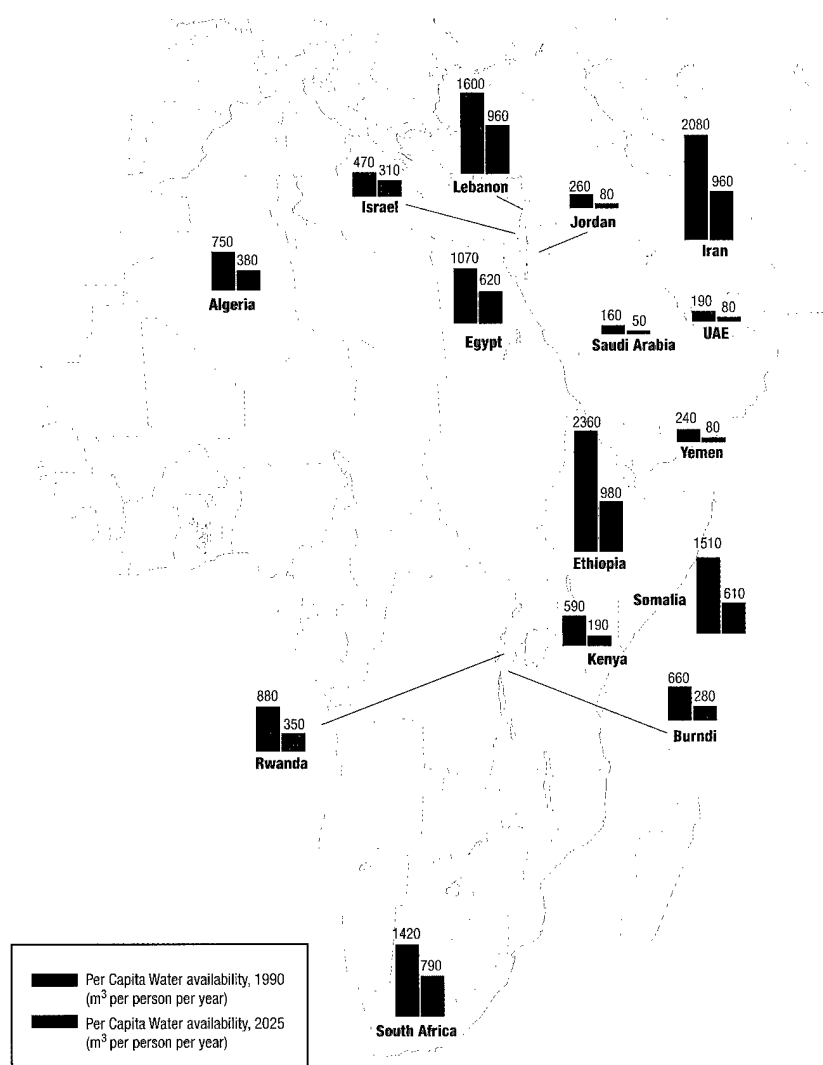 1600
960
Lebanon
2080
960
Iran
470
310
Israel
260
80
Jordan
750
380
Algeria
1070
620
Egypt
160
50
Saudi Arabia
190
80
UAE
240
80
Yemen
2360
980
Ethiopia
1510
610
Somalia
590
190
Kenya
660
280
Burndi
880
350
Rwanda
1420
790
South Africa
Per Capita Water availability, 1990
(m³ per person per year)
Per Capita Water availability, 2025
(m³ per person per year)